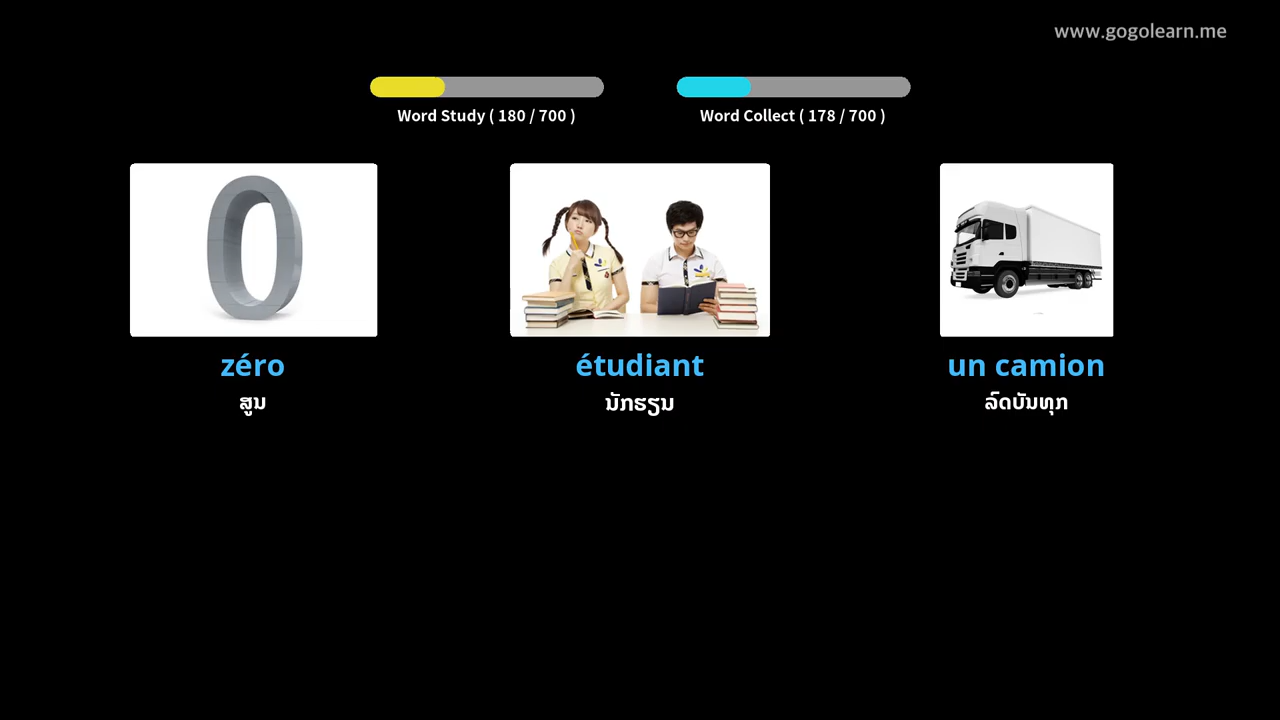 www.gogolearn.me
Word Study ( 180 / 700 )
Word Collect ( 178 / 700 )
zéro
ສູນ
étudiant
ນັກຮຽນ
un camion
ລົດບັນທຸກ